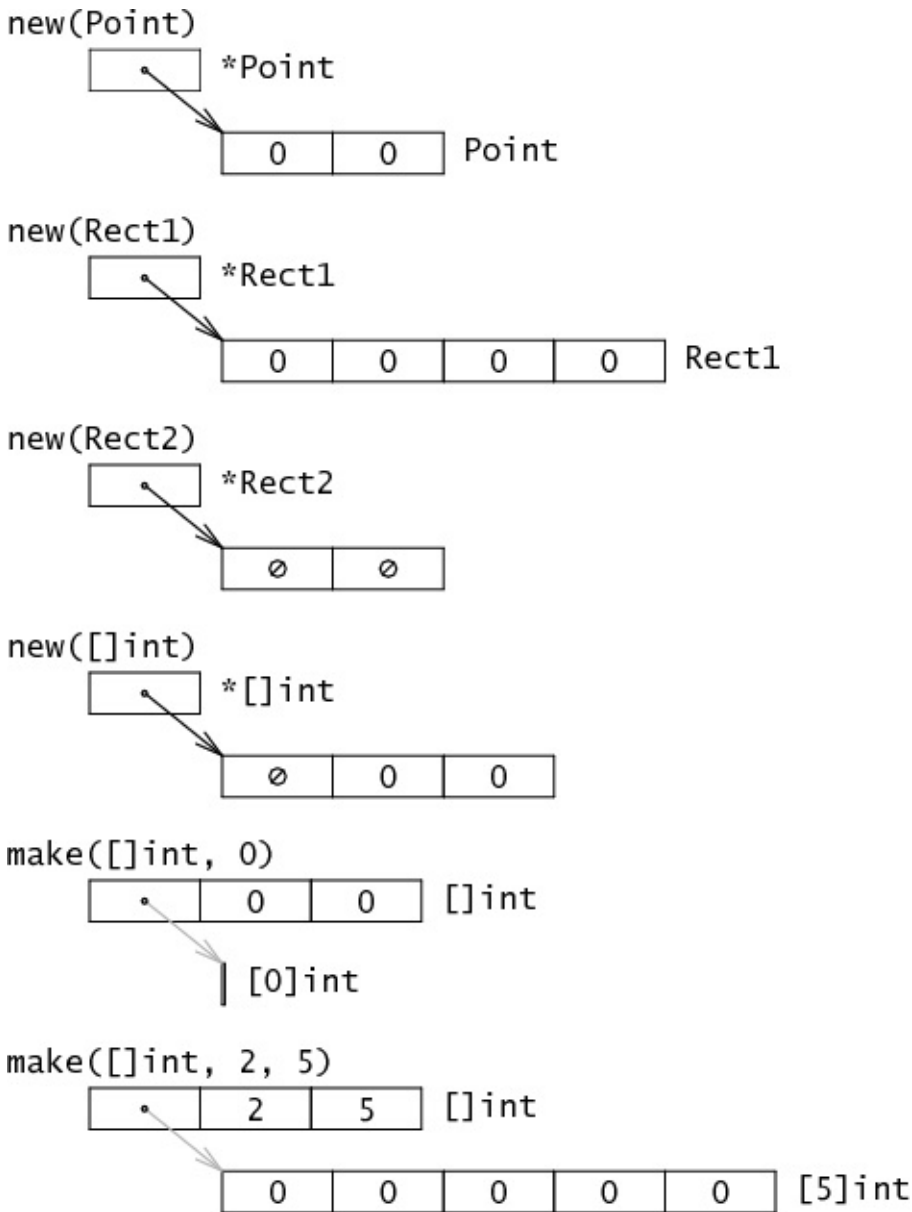 new(Point)
*Point
0 0 Point
new(Rect1)
*Rect1
0 0 0 0 Rect1
new(Rect2)
*Rect2
∅ ∅
new([]int)
*[]int
∅ 0 0
make([]int, 0)
0 0 []int
[0]int
make([]int, 2, 5)
2 5 []int
0 0 0 0 0 [5]int